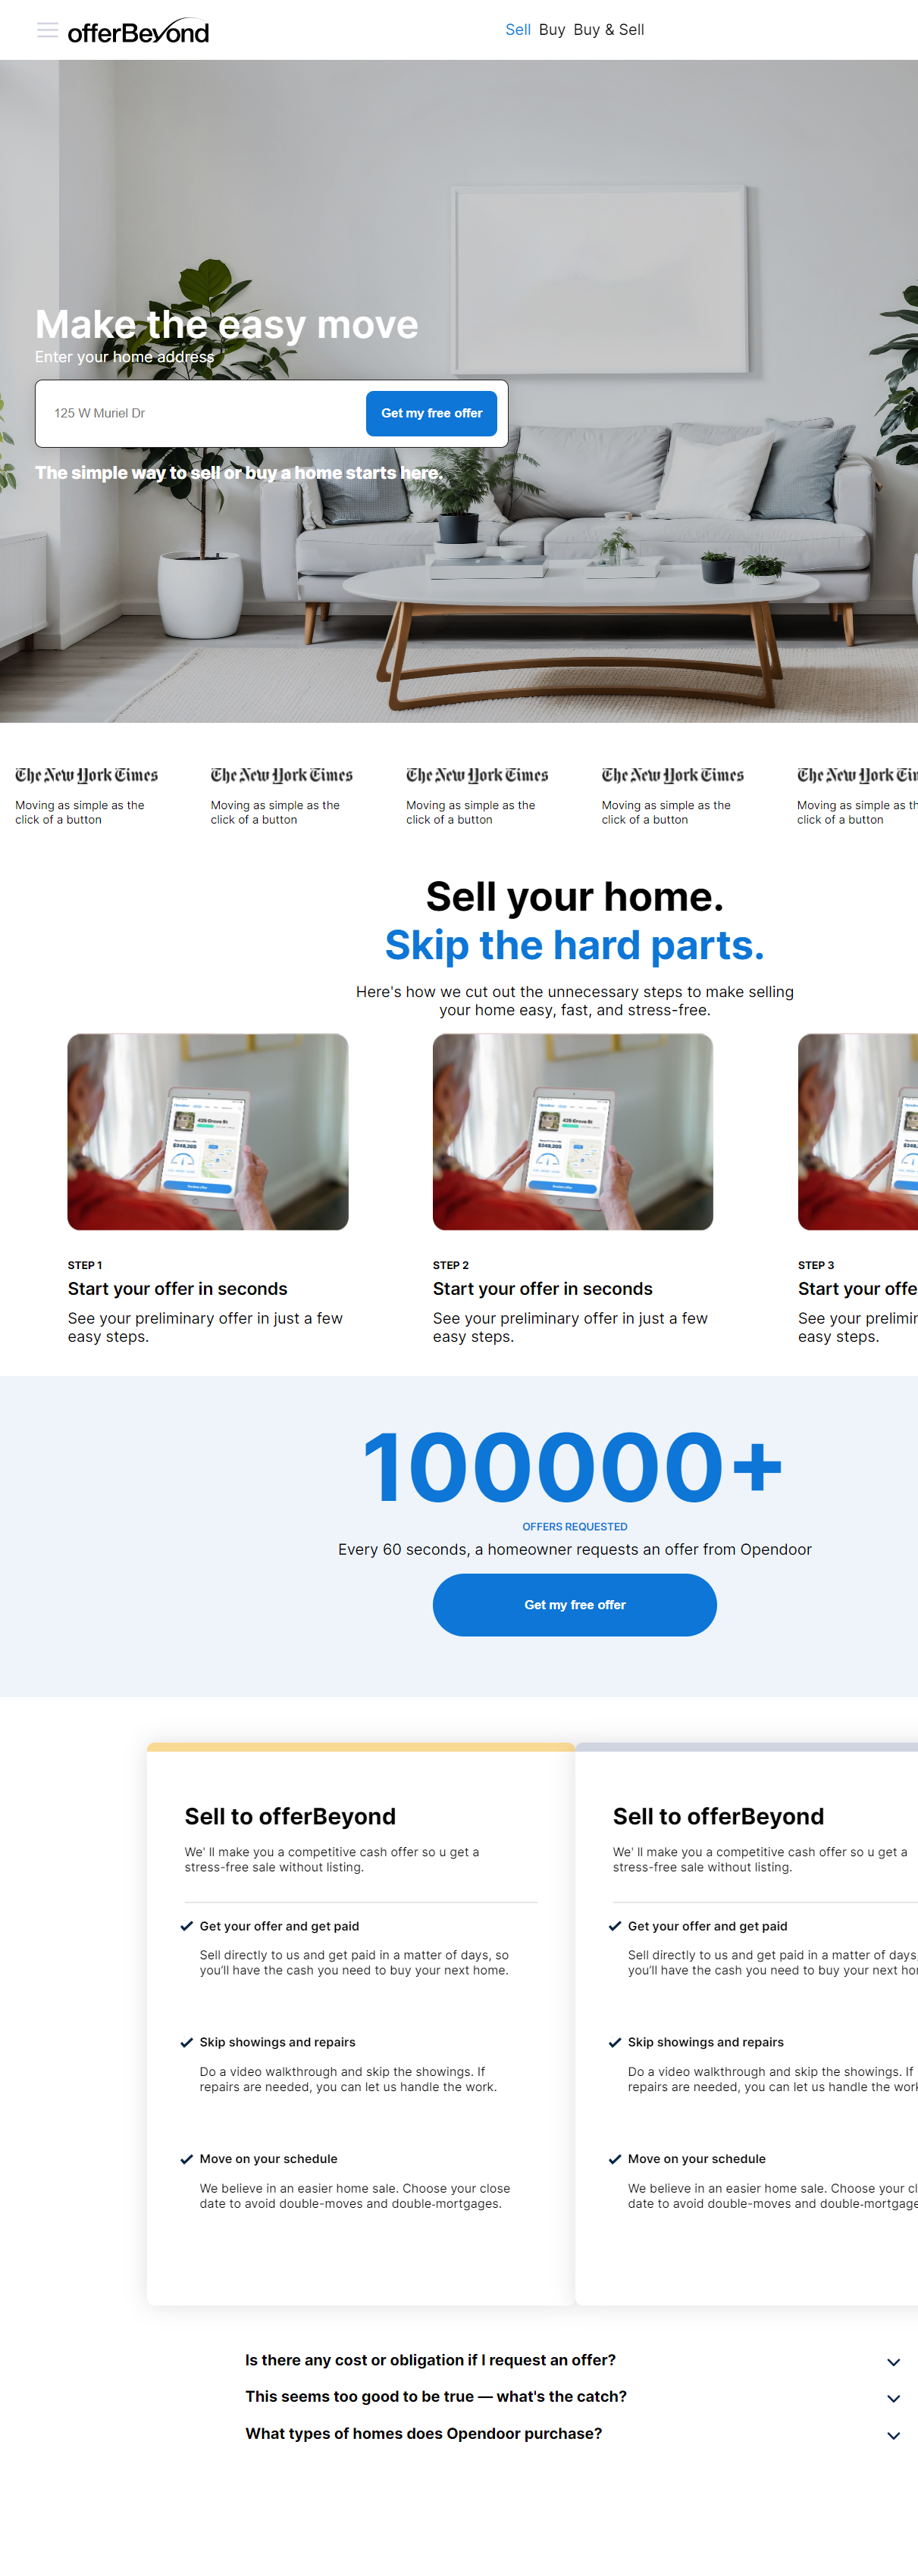 offerBeyond
Sell Buy Buy & Sell
Make the easy move
Enter your home address
125 W Muriel Dr
Get my free offer
The simple way to sell or buy a home starts here.
The New York Times The New York Times The New York Times The New York Times The New York Tim
Moving as simple as the Moving as simple as the Moving as simple as the Moving as simple as the Moving as simple as th
click of a button click of a button click of a button click of a button click of a button
Sell your home.
Skip the hard parts.
Here's how we cut out the unnecessary steps to make selling
your home easy, fast, and stress-free.
STEP 1
Start your offer in seconds
See your preliminary offer in just a few
easy steps.
STEP 2
Start your offer in seconds
See your preliminary offer in just a few
easy steps.
STEP 3
Start your offe
See your prelimin
easy steps.
100000+
OFFERS REQUESTED
Every 60 seconds, a homeowner requests an offer from Opendoor
Get my free offer
Sell to offerBeyond
We' ll make you a competitive cash offer so u get a
stress-free sale without listing.
Get your offer and get paid
Sell directly to us and get paid in a matter of days, so
you'll have the cash you need to buy your next home.
Skip showings and repairs
Do a video walkthrough and skip the showings. If
repairs are needed, you can let us handle the work.
Move on your schedule
We believe in an easier home sale. Choose your close
date to avoid double-moves and double-mortgages.
Sell to offerBeyond
We' ll make you a competitive cash offer so u get a
stress-free sale without listing.
Get your offer and get paid
Sell directly to us and get paid in a matter of days,
you'll have the cash you need to buy your next hor
Skip showings and repairs
Do a video walkthrough and skip the showings. If
repairs are needed, you can let us handle the work
Move on your schedule
We believe in an easier home sale. Choose your cl
date to avoid double-moves and double-mortgage
Is there any cost or obligation if I request an offer?
This seems too good to be true — what's the catch?
What types of homes does Opendoor purchase?